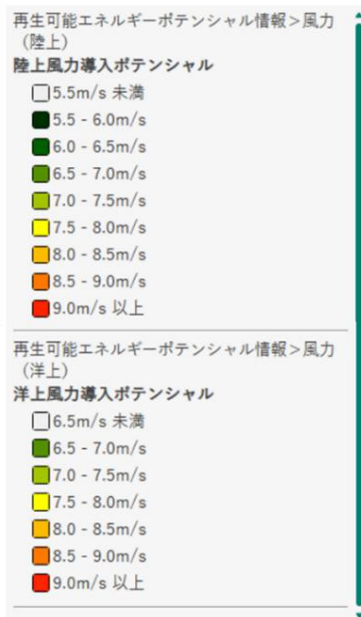 再生可能エネルギーポテンシャル情報>風力
（陸上）
陸上風力導入ポテンシャル
5.5m/s 未満
5.5 - 6.0m/s
6.0 - 6.5m/s
6.5 - 7.0m/s
7.0 - 7.5m/s
7.5 - 8.0m/s
8.0 - 8.5m/s
8.5 - 9.0m/s
9.0m/s 以上
再生可能エネルギーポテンシャル情報>風力
（洋上）
洋上風力導入ポテンシャル
6.5m/s 未満
6.5 - 7.0m/s
7.0 - 7.5m/s
7.5 - 8.0m/s
8.0 - 8.5m/s
8.5 - 9.0m/s
9.0m/s 以上